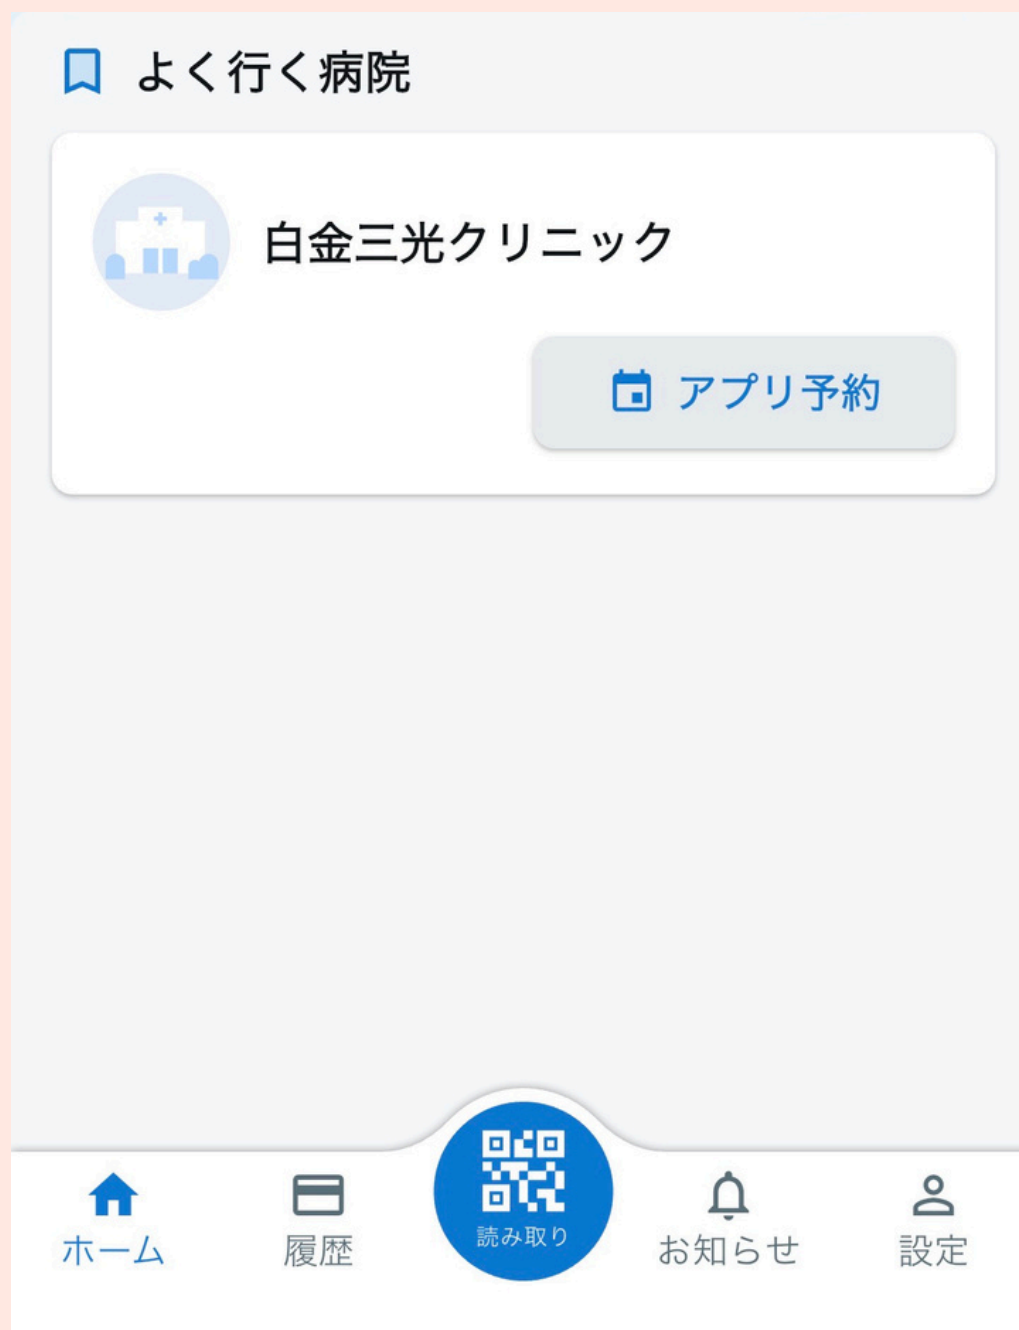 よく行く病院
白金三光クリニック
アプリ予約
ホーム
履歴
読み取り
お知らせ
設定